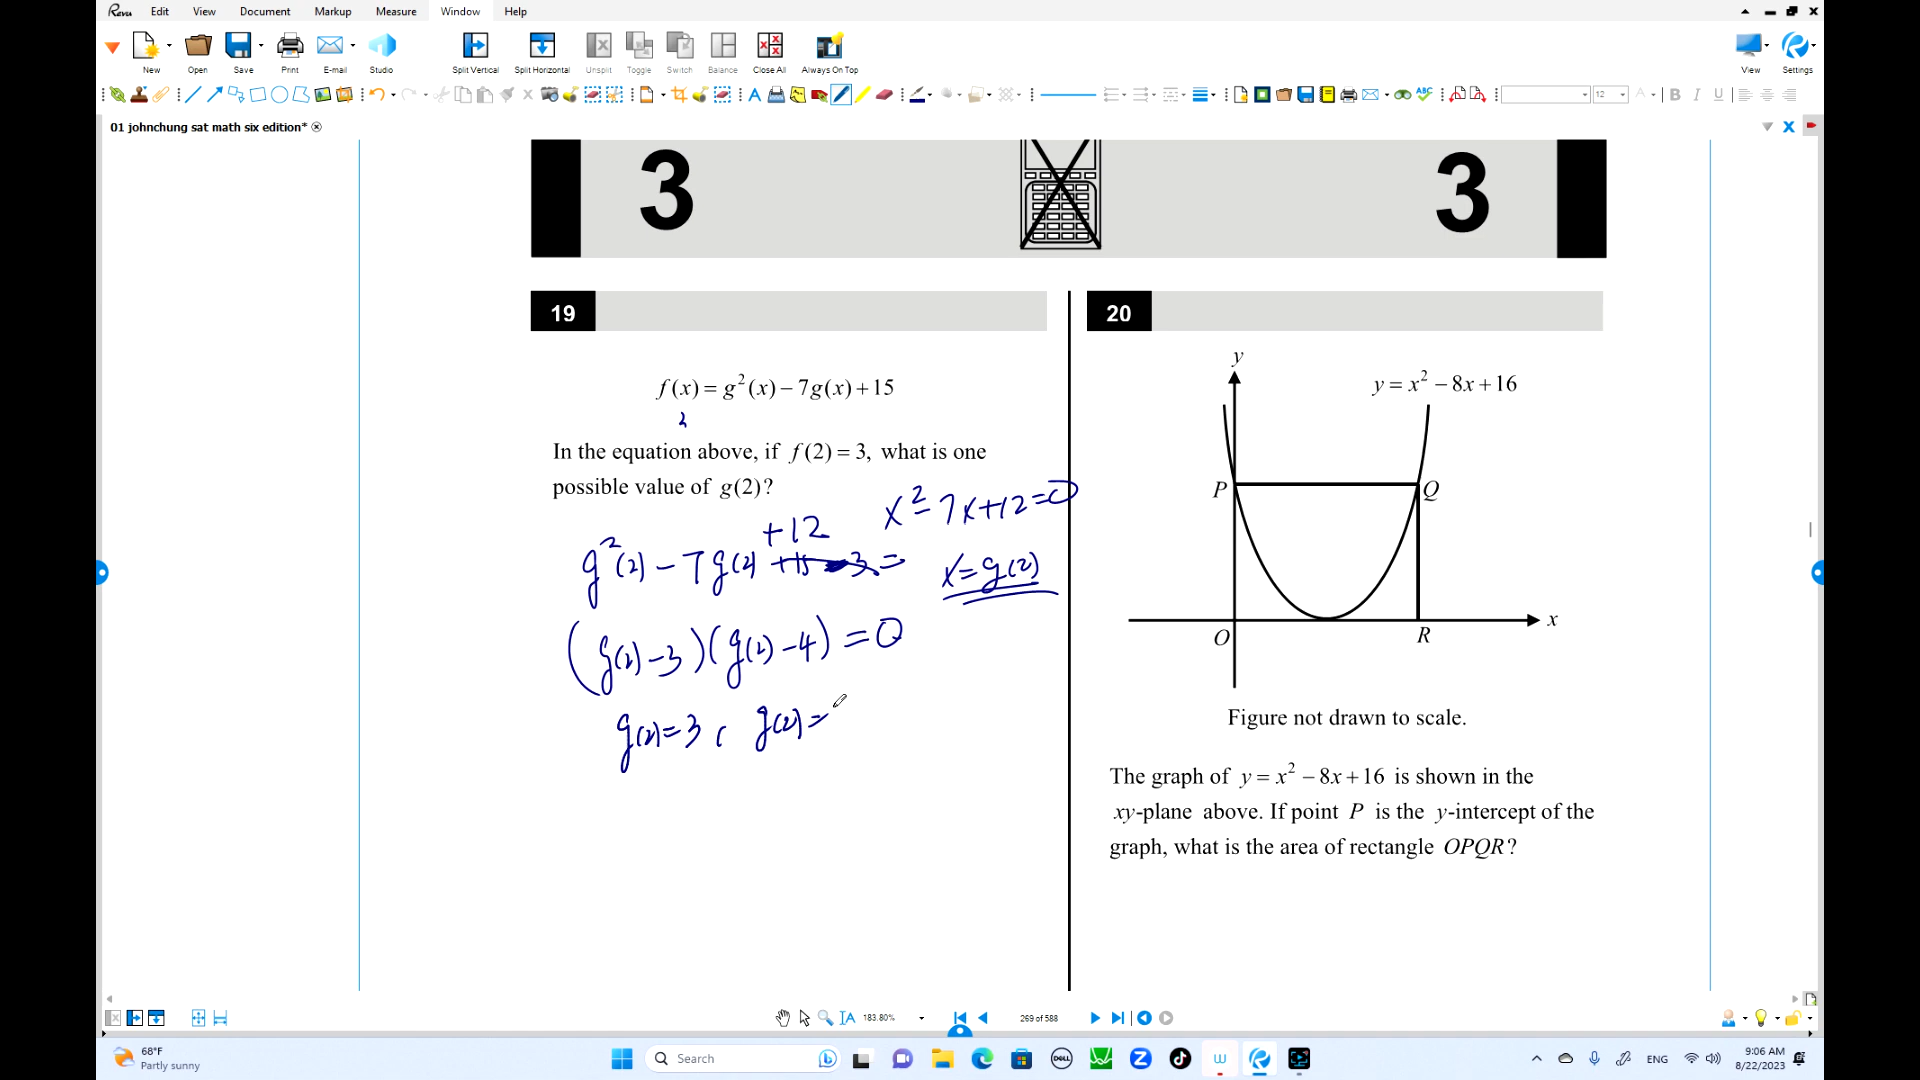 Revu Edit View Document Markup Measure Window Help
New Open Save Print E-mail Studio Split Vertical Split Horizontal Unsplit Toggle Switch Balance Close All Always On Top View Settings
12 B I U
01 johnchung sat math six edition*
3 3
19
f(x) = g²(x) − 7g(x) + 15
2
In the equation above, if f(2) = 3, what is one
possible value of g(2)?
x² − 7x + 12 = 0
+12
g²(2) − 7g(2) +15 − 3 =
x = g(2)
(g(2) − 3)(g(2) − 4) = 0
g(2) = 3, g(2) =
20
y
y = x² − 8x + 16
P Q
O R x
Figure not drawn to scale.
The graph of y = x² − 8x + 16 is shown in the
xy-plane above. If point P is the y-intercept of the
graph, what is the area of rectangle OPQR?
183.80% 269 of 588
68°F
Partly sunny
Search
DELL
ENG
9:06 AM
8/22/2023